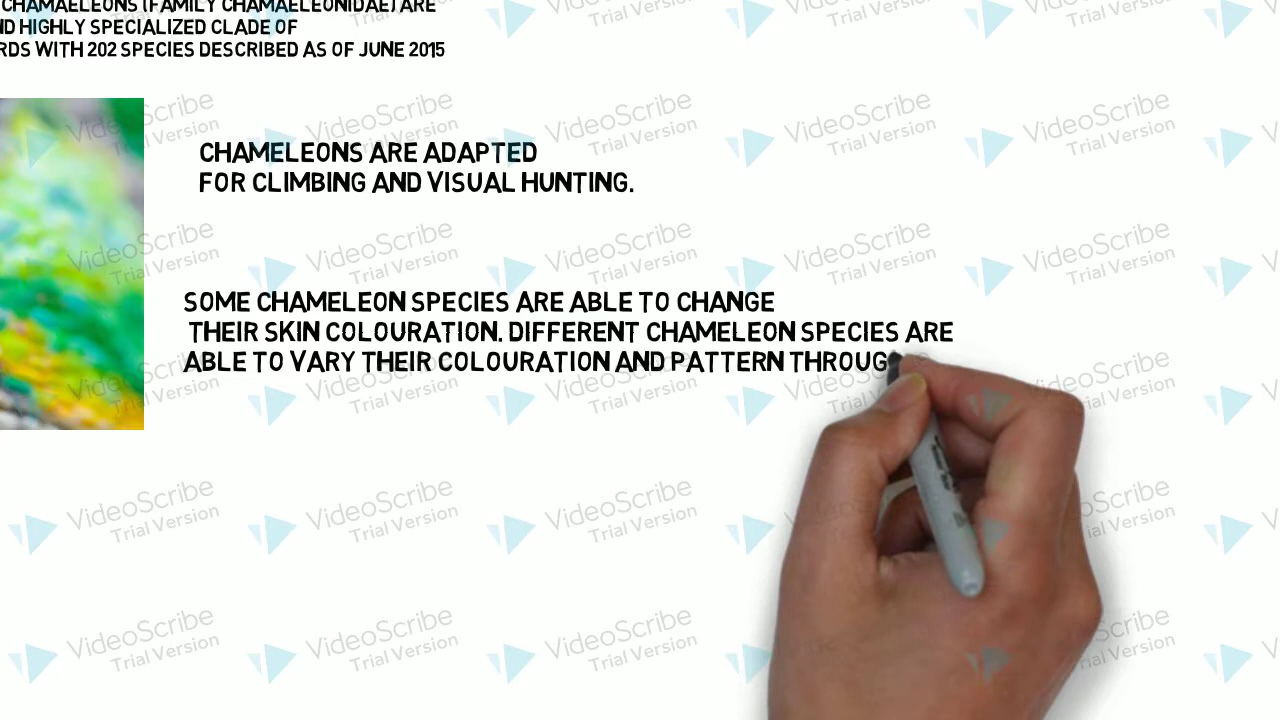 CHAMAELEONS (FAMILY CHAMAELEONIDAE) ARE
HIGHLY SPECIALIZED CLADE OF
WITH 202 SPECIES DESCRIBED AS OF JUNE 2015
CHAMELEONS ARE ADAPTED
FOR CLIMBING AND VISUAL HUNTING.
SOME CHAMELEON SPECIES ARE ABLE TO CHANGE
THEIR SKIN COLOURATION. DIFFERENT CHAMELEON SPECIES ARE
ABLE TO VARY THEIR COLOURATION AND PATTERN THROUG
VideoScribe
Trial Version